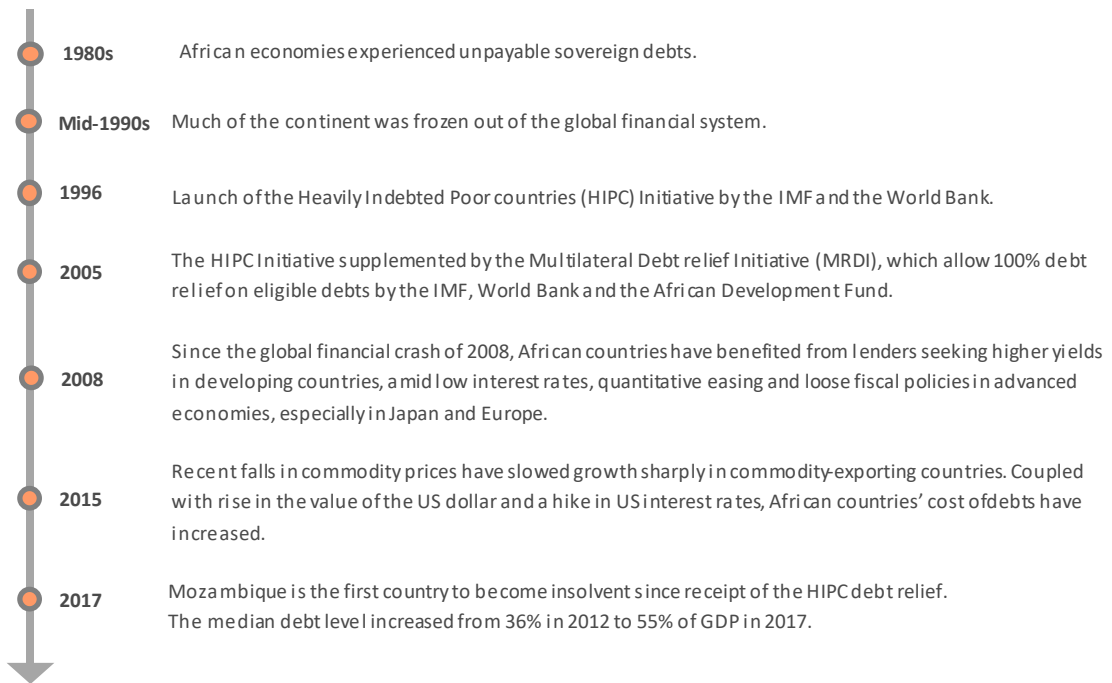 1980s African economies experienced unpayable sovereign debts.
Mid-1990s Much of the continent was frozen out of the global financial system.
1996 Launch of the Heavily Indebted Poor countries (HIPC) Initiative by the IMF and the World Bank.
2005 The HIPC Initiative supplemented by the Multilateral Debt relief Initiative (MRDI), which allow 100% debt
relief on eligible debts by the IMF, World Bank and the African Development Fund.
2008 Since the global financial crash of 2008, African countries have benefited from lenders seeking higher yields
in developing countries, amid low interest rates, quantitative easing and loose fiscal policies in advanced
economies, especially in Japan and Europe.
2015 Recent falls in commodity prices have slowed growth sharply in commodity-exporting countries. Coupled
with rise in the value of the US dollar and a hike in US interest rates, African countries’ cost ofdebts have
increased.
2017 Mozambique is the first country to become insolvent since receipt of the HIPC debt relief.
The median debt level increased from 36% in 2012 to 55% of GDP in 2017.